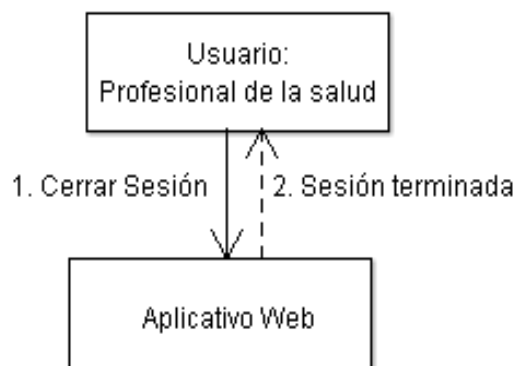 Usuario:
Profesional de la salud
1. Cerrar Sesión
2. Sesión terminada
Aplicativo Web